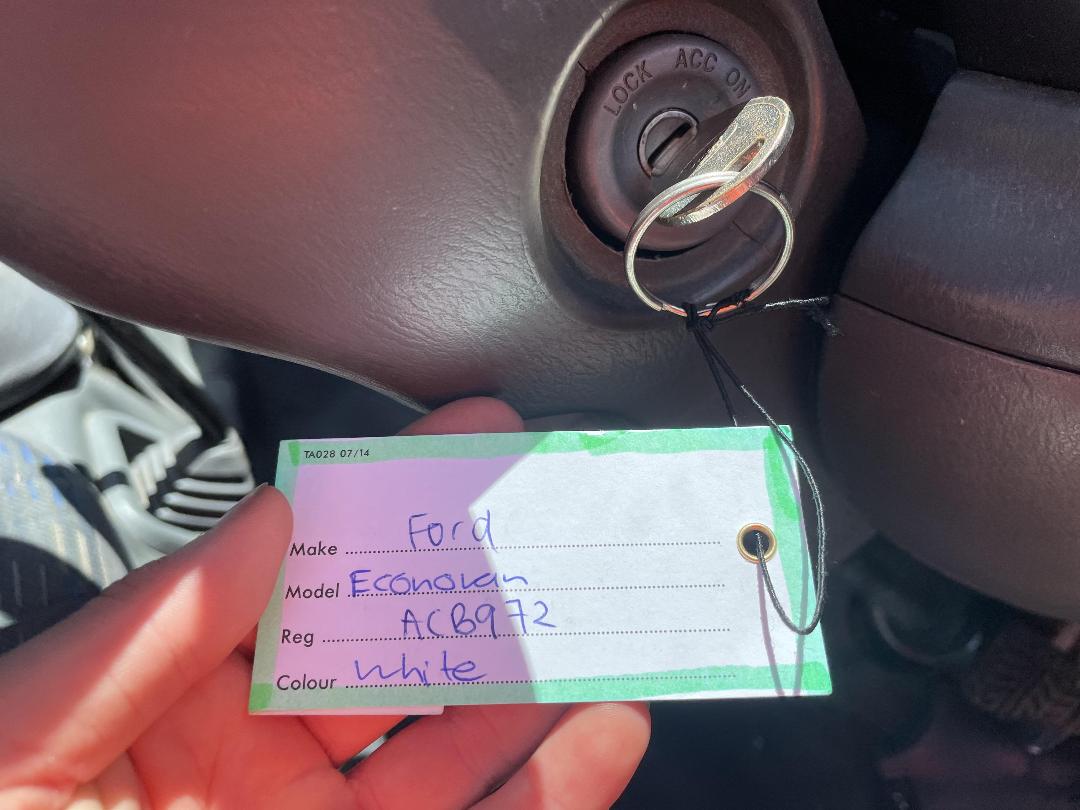 LOCK ACC ON
TA028 07/14
Make Ford
Model Econovan
Reg ACB972
Colour White